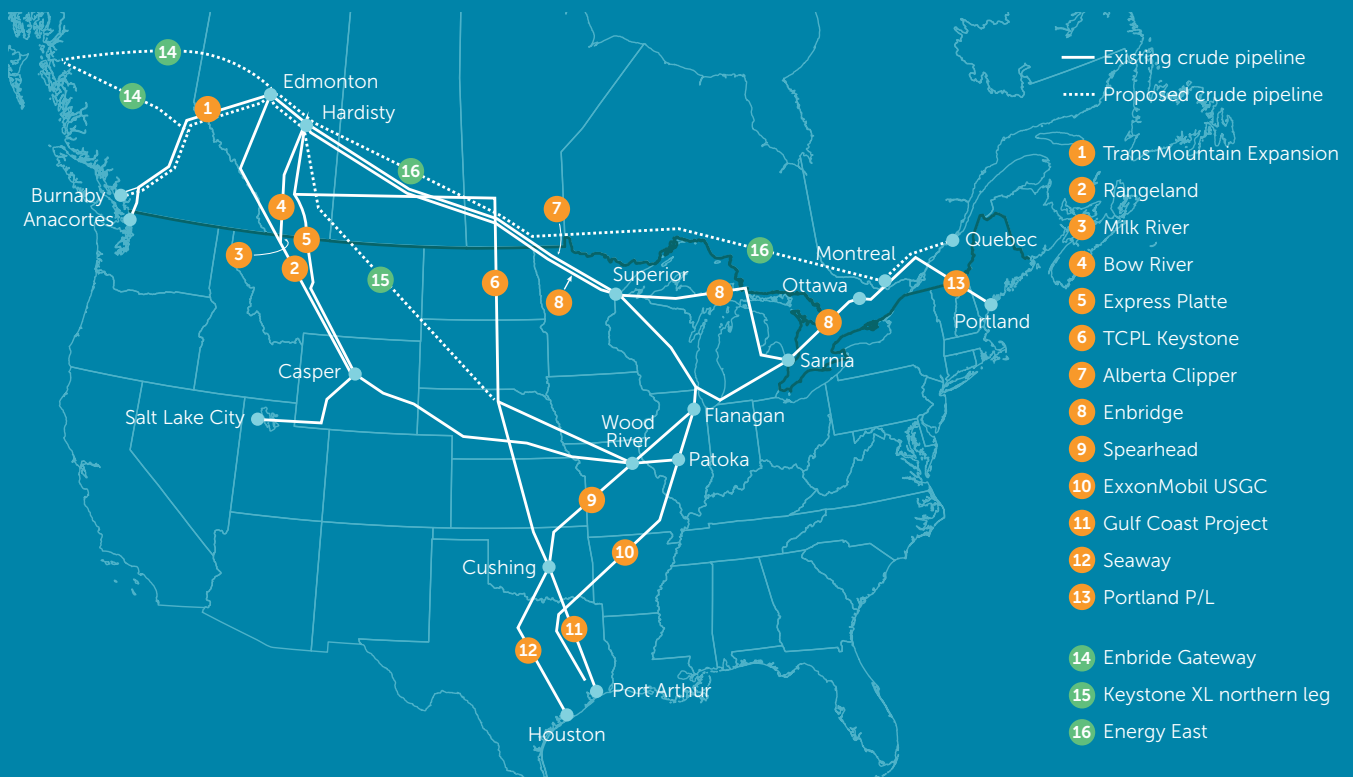 14
Edmonton
Existing crude pipeline
14
Proposed crude pipeline
1
Hardisty
1 Trans Mountain Expansion
16
2 Rangeland
Burnaby
4
7
3 Milk River
Anacortes
3
5
16
Montreal
Quebec
4 Bow River
2
15
6
8
Superior
8
Ottawa
13
5 Express Platte
8
Portland
6 TCPL Keystone
Casper
Sarnia
7 Alberta Clipper
Salt Lake City
Wood
River
Flanagan
8 Enbridge
Patoka
9 Spearhead
9
10 ExxonMobil USGC
10
11 Gulf Coast Project
Cushing
12 Seaway
11
13 Portland P/L
12
14 Enbride Gateway
Port Arthur
15 Keystone XL northern leg
Houston
16 Energy East